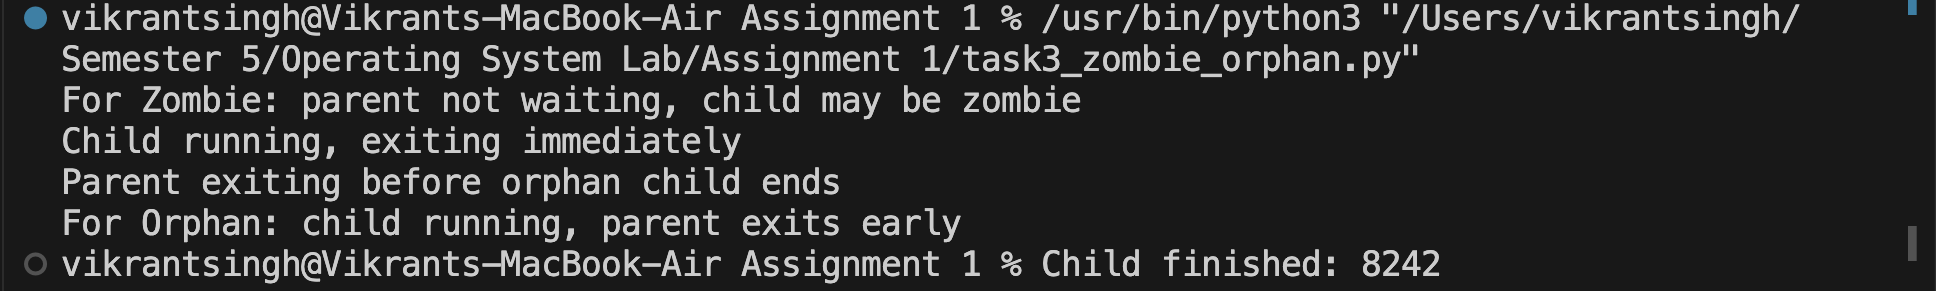 vikrantsingh@Vikrants-MacBook-Air Assignment 1 % /usr/bin/python3 "/Users/vikrantsingh/
Semester 5/Operating System Lab/Assignment 1/task3_zombie_orphan.py"
For Zombie: parent not waiting, child may be zombie
Child running, exiting immediately
Parent exiting before orphan child ends
For Orphan: child running, parent exits early
vikrantsingh@Vikrants-MacBook-Air Assignment 1 % Child finished: 8242